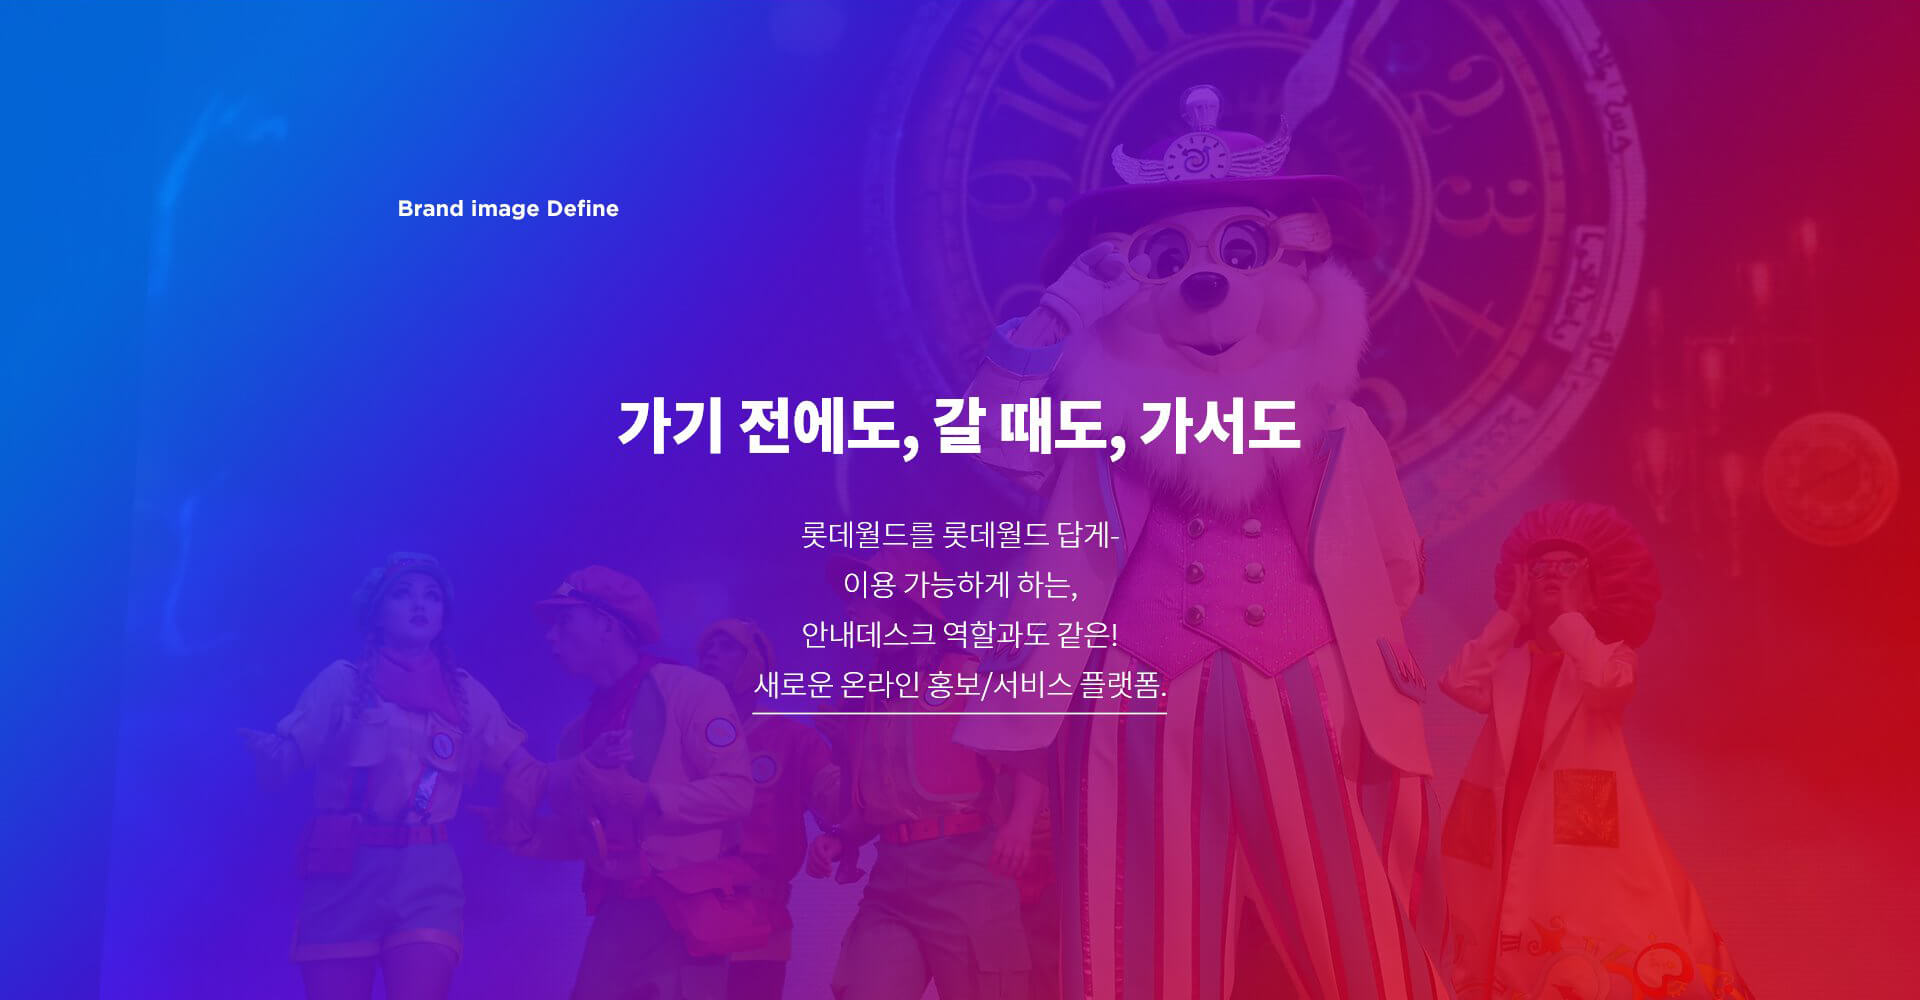 Brand image Define
가기 전에도, 갈 때도, 가서도
롯데월드를 롯데월드 답게-
이용 가능하게 하는,
안내데스크 역할과도 같은!
새로운 온라인 홍보/서비스 플랫폼.